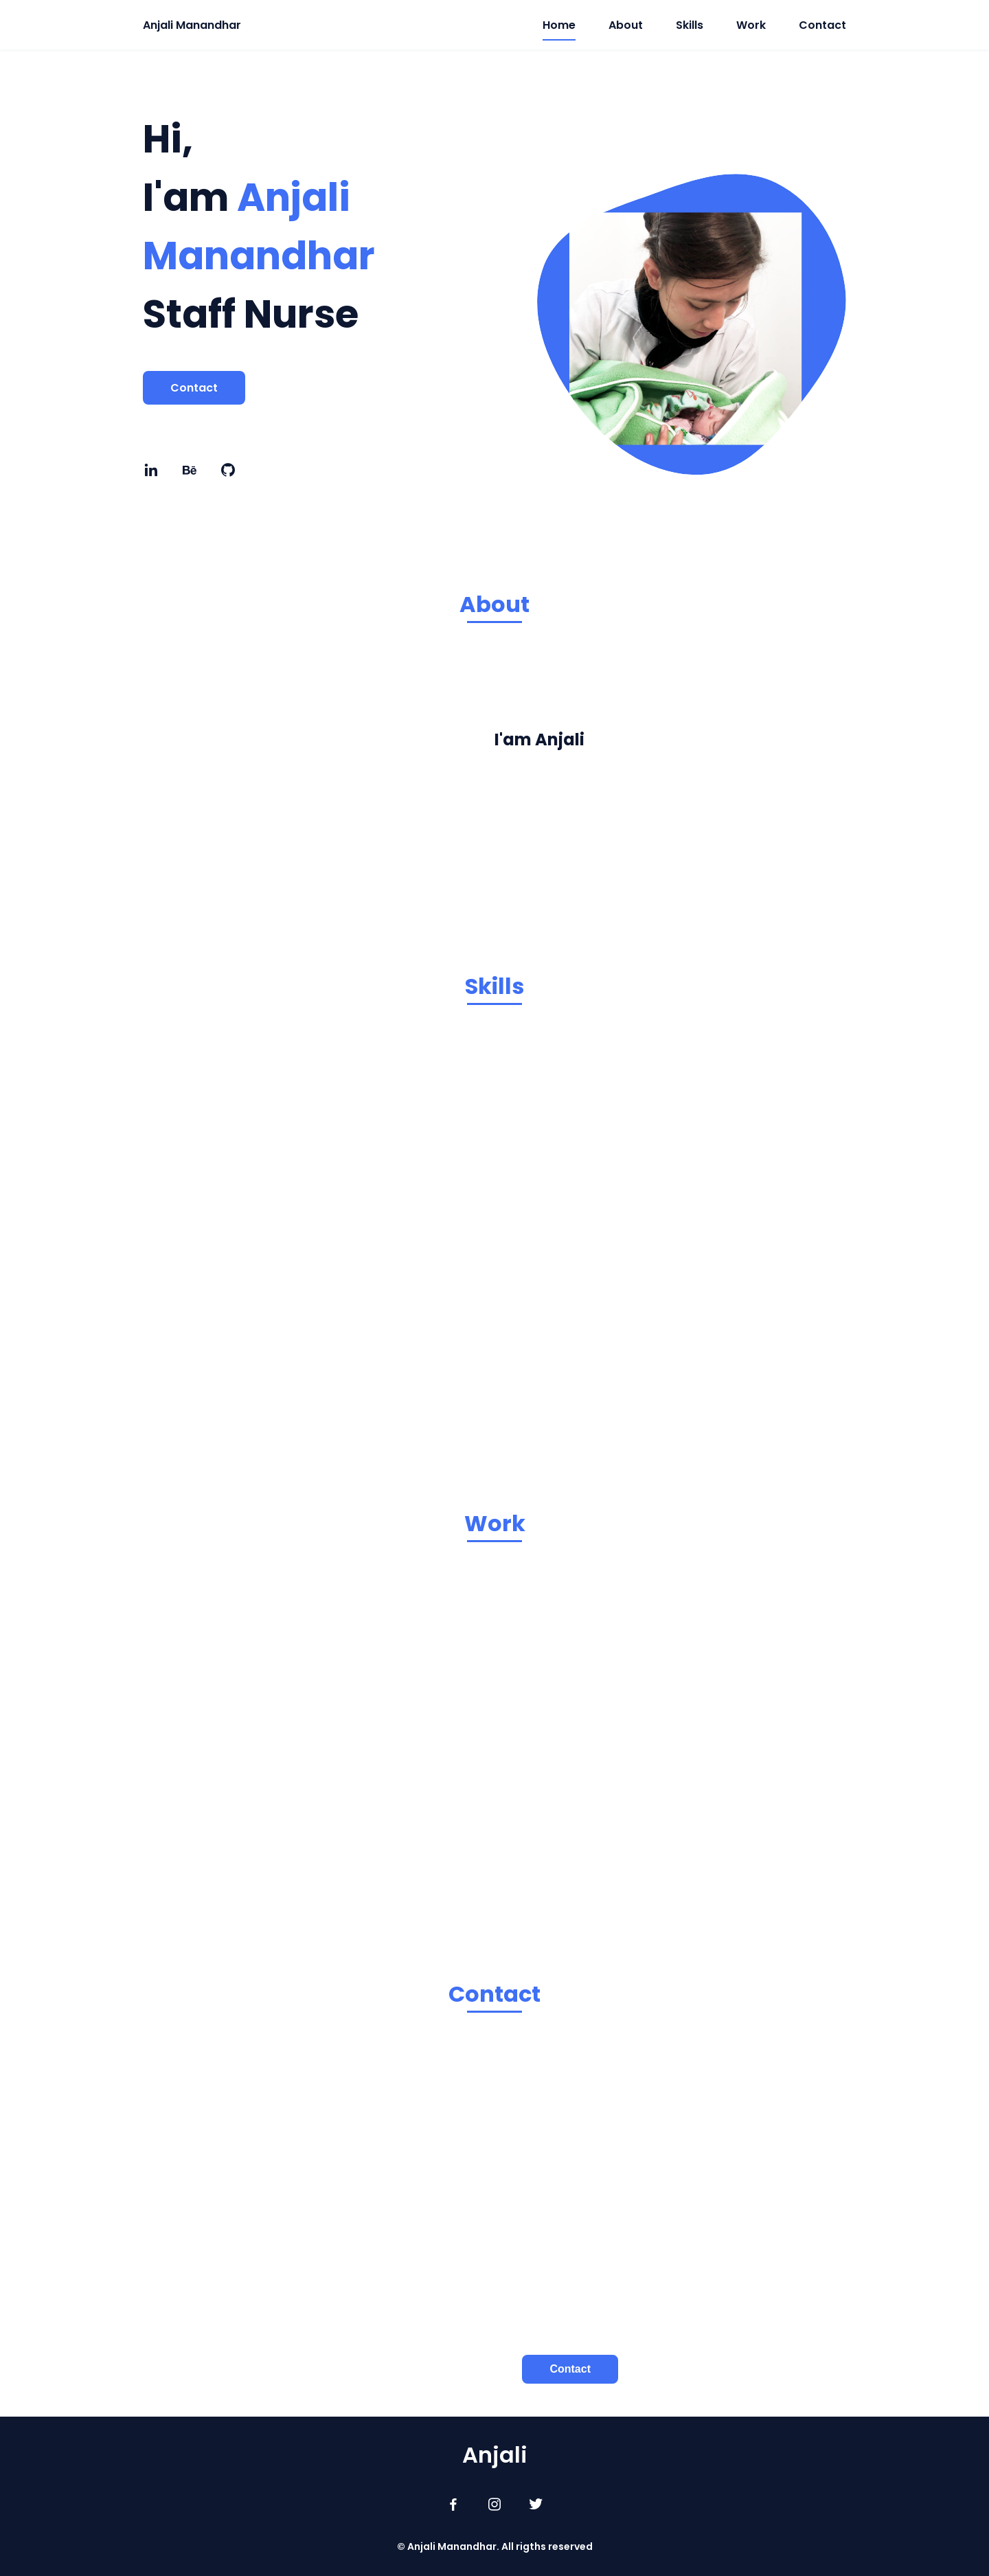 Anjali Manandhar
Home
About
Skills
Work
Contact
Hi,
I'am Anjali
Manandhar
Staff Nurse
Contact
About
I'am Anjali
Skills
Work
Contact
Contact
Anjali
© Anjali Manandhar. All rigths reserved